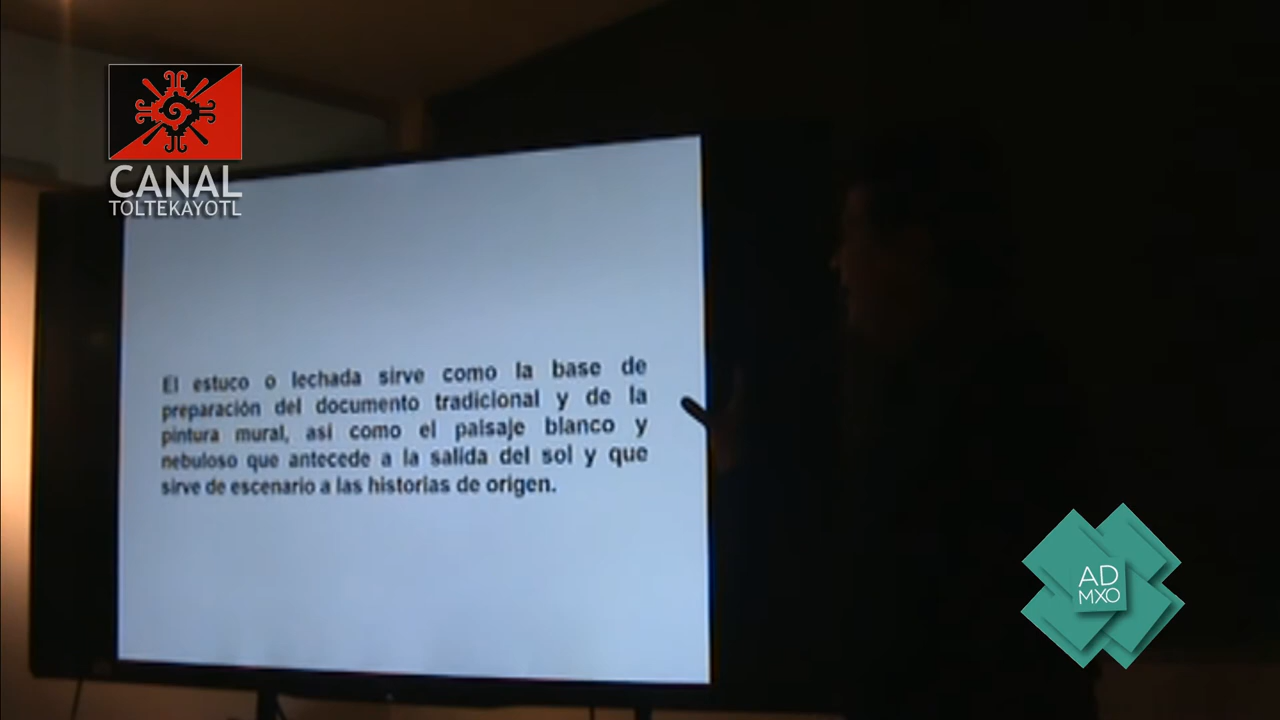 CANAL
TOLTEKAYOTL
El estuco o lechada sirve como la base de
preparación del documento tradicional y de la
pintura mural, así como el paisaje blanco y
nebuloso que antecede a la salida del sol y que
sirve de escenario a las historias de origen.
AD
MXO